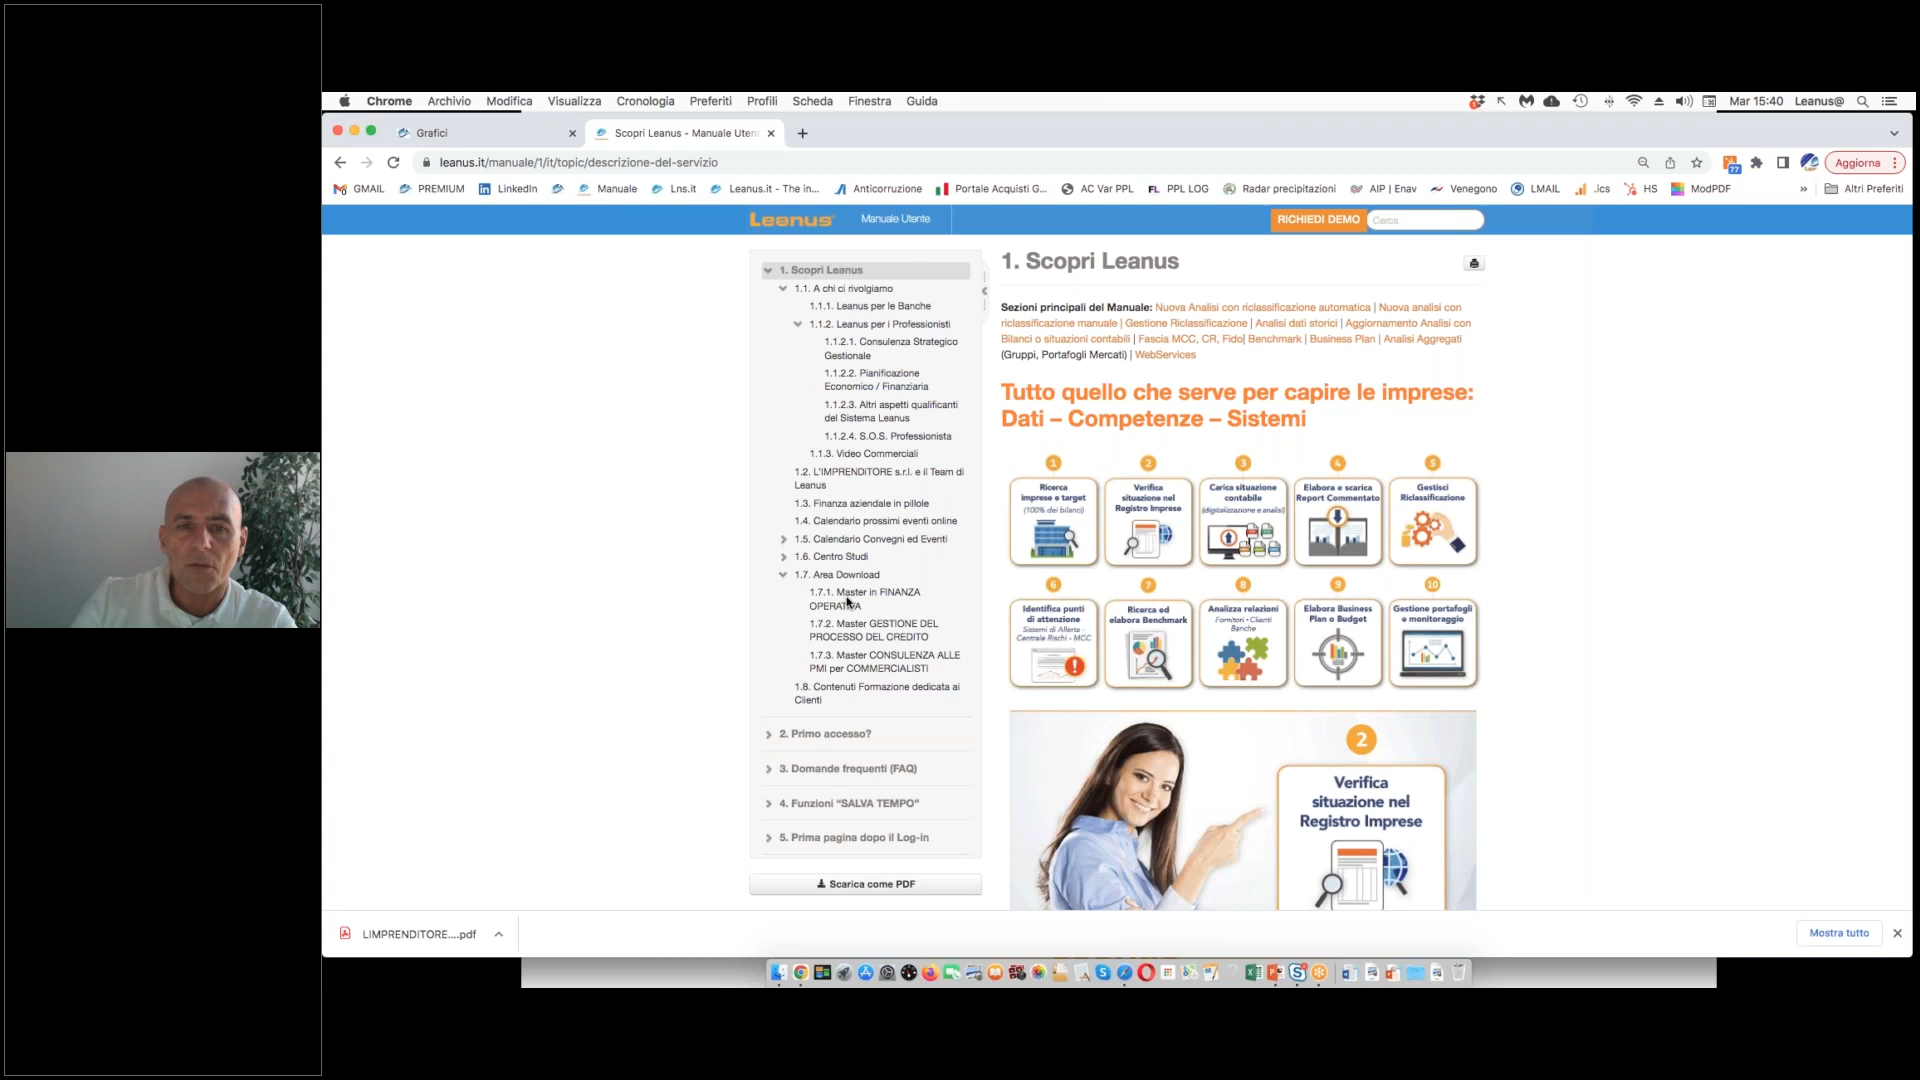 Chrome Archivio Modifica Visualizza Cronologia Preferiti Profili Scheda Finestra Guida
Mar 15:40 Leanus@
Grafici
Scopri Leanus - Manuale Uten
leanus.it/manuale/1/it/topic/descrizione-del-servizio
77
Aggiorna
GMAIL PREMIUM LinkedIn Manuale Lns.it Leanus.it - The in... Anticorruzione Portale Acquisti G... AC Var PPL FL PPL LOG Radar precipitazioni AIP | Enav Venegono LMAIL .ics HS ModPDF » Altri Preferiti
Leanus
Manuale Utente
RICHIEDI DEMO
Cerca
1. Scopri Leanus
1.1. A chi ci rivolgiamo
1.1.1. Leanus per le Banche
1.1.2. Leanus per i Professionisti
1.1.2.1. Consulenza Strategico
Gestionale
1.1.2.2. Pianificazione
Economico / Finanziaria
1.1.2.3. Altri aspetti qualificanti
del Sistema Leanus
1.1.2.4. S.O.S. Professionista
1.1.3. Video Commerciali
1.2. L'IMPRENDITORE s.r.l. e il Team di
Leanus
1.3. Finanza aziendale in pillole
1.4. Calendario prossimi eventi online
1.5. Calendario Convegni ed Eventi
1.6. Centro Studi
1.7. Area Download
1.7.1. Master in FINANZA
OPERATIVA
1.7.2. Master GESTIONE DEL
PROCESSO DEL CREDITO
1.7.3. Master CONSULENZA ALLE
PMI per COMMERCIALISTI
1.8. Contenuti Formazione dedicata ai
Clienti
2. Primo accesso?
3. Domande frequenti (FAQ)
4. Funzioni “SALVA TEMPO”
5. Prima pagina dopo il Log-in
Scarica come PDF
1. Scopri Leanus
Sezioni principali del Manuale: Nuova Analisi con riclassificazione automatica | Nuova analisi con
riclassificazione manuale | Gestione Riclassificazione | Analisi dati storici | Aggiornamento Analisi con
Bilanci o situazioni contabili | Fascia MCC, CR, Fido| Benchmark | Business Plan | Analisi Aggregati
(Gruppi, Portafogli Mercati) | WebServices
Tutto quello che serve per capire le imprese:
Dati – Competenze – Sistemi
1
Ricerca
imprese e target
(100% dei bilanci)
2
Verifica
situazione nel
Registro Imprese
3
Carica situazione
contabile
(digitalizzazione e analisi)
4
Elabora e scarica
Report Commentato
5
Gestisci
Riclassificazione
6
Identifica punti
di attenzione
Sistemi di Allerta -
Centrale Rischi - MCC
7
Ricerca ed
elabora Benchmark
8
Analizza relazioni
Fornitori • Clienti
Banche
9
Elabora Business
Plan o Budget
10
Gestione portafogli
e monitoraggio
2
Verifica
situazione nel
Registro Imprese
LIMPRENDITORE....pdf
Mostra tutto